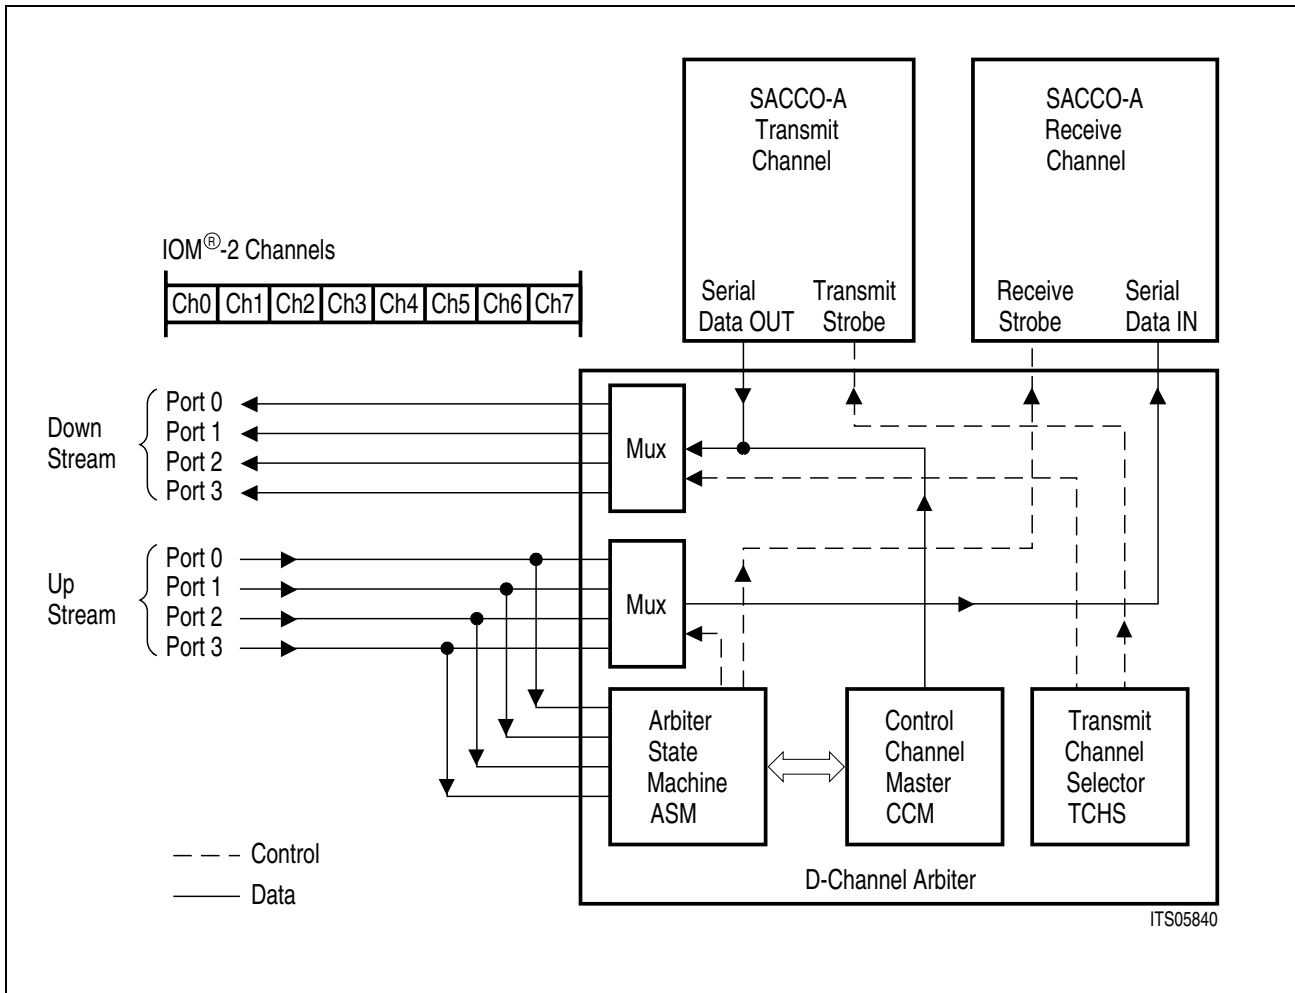 SACCO-A
Transmit
Channel
SACCO-A
Receive
Channel
Serial
Data OUT
Transmit
Strobe
Receive
Strobe
Serial
Data IN
IOM®-2 Channels
Ch0 Ch1 Ch2 Ch3 Ch4 Ch5 Ch6 Ch7
Down
Stream
Port 0
Port 1
Port 2
Port 3
Mux
Up
Stream
Port 0
Port 1
Port 2
Port 3
Mux
Arbiter
State
Machine
ASM
Control
Channel
Master
CCM
Transmit
Channel
Selector
TCHS
Control
Data
D-Channel Arbiter
ITS05840